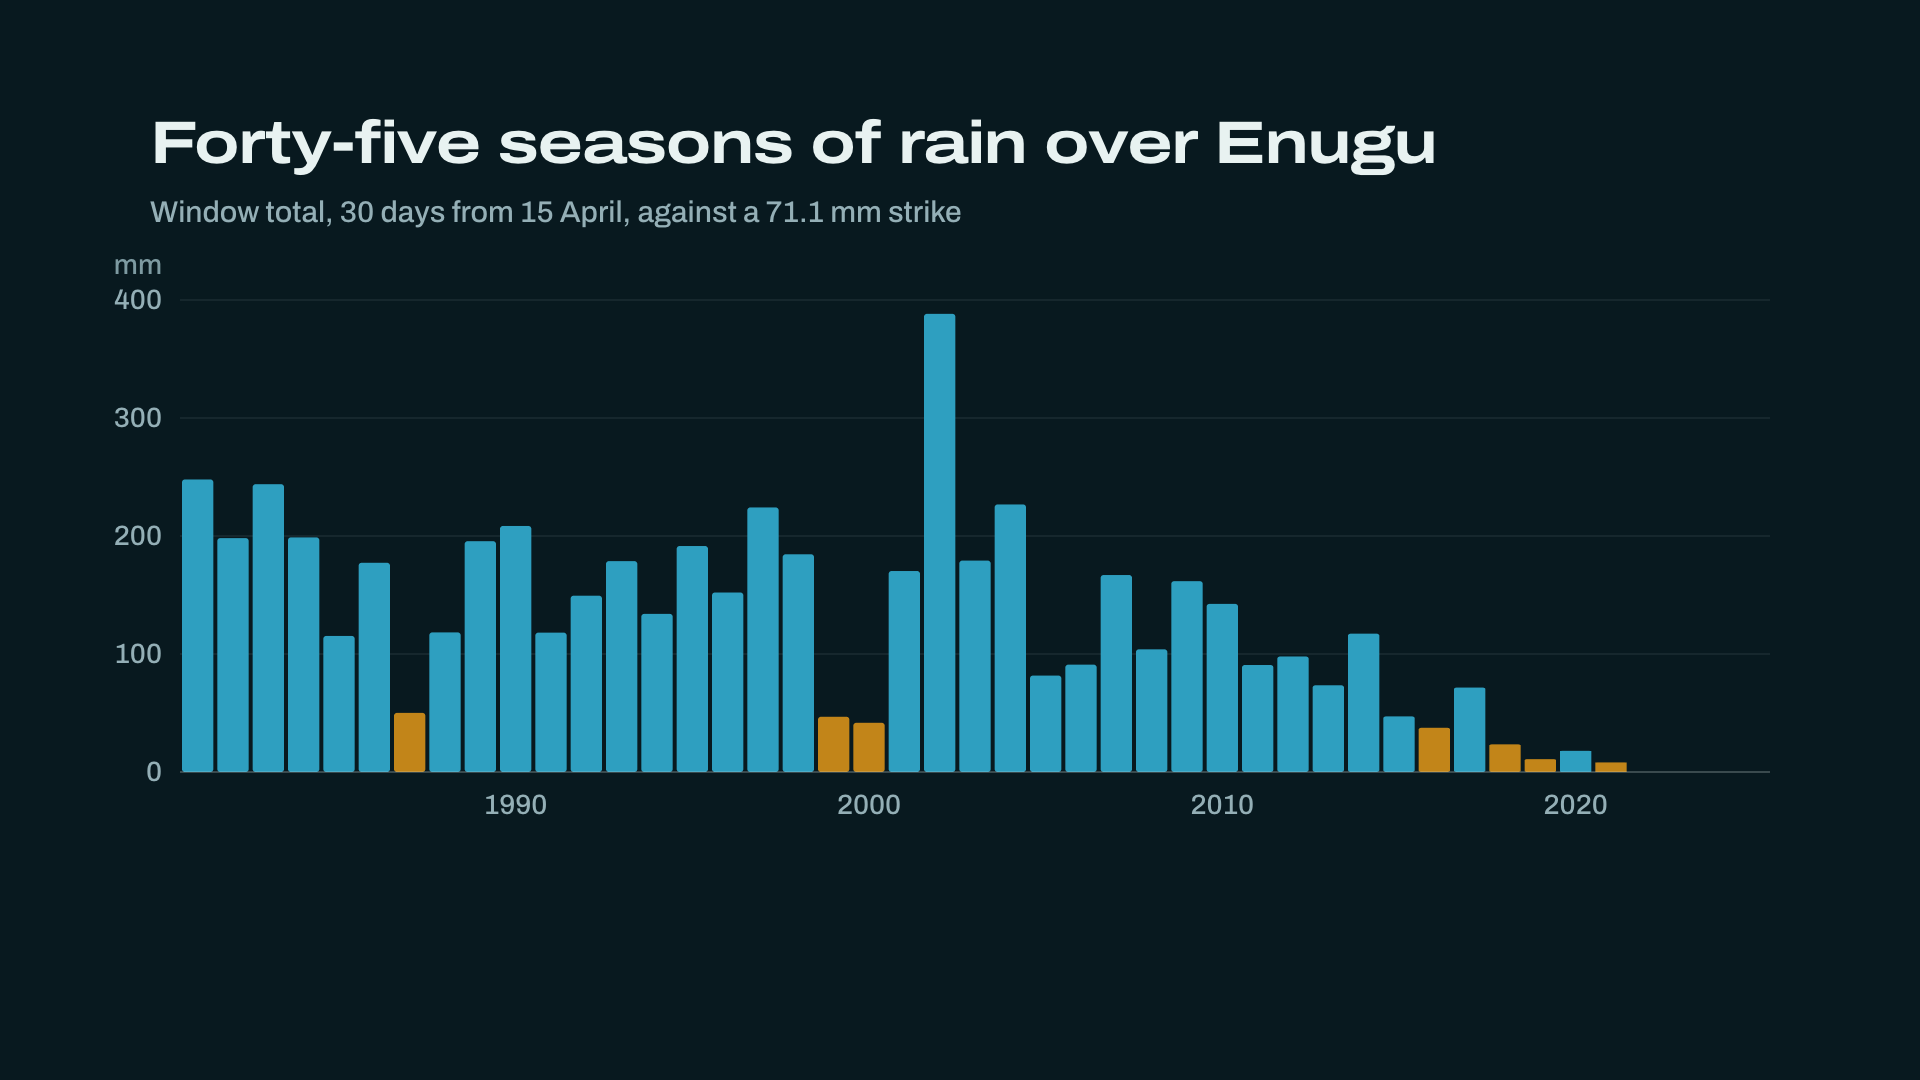 Forty-five seasons of rain over Enugu
Window total, 30 days from 15 April, against a 71.1 mm strike
mm
400
300
200
100
0
1990 2000 2010 2020